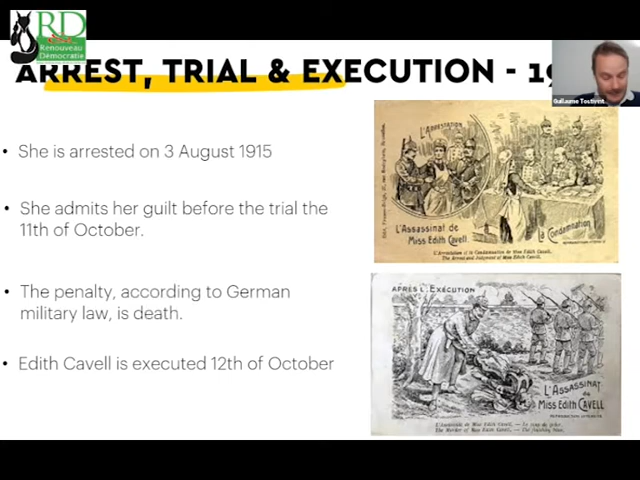 RD
Renouveau
Démocratie
ARREST, TRIAL & EXECUTION - 19
Guillaume Tostivint
• She is arrested on 3 August 1915
• She admits her guilt before the trial the
11th of October.
• The penalty, according to German
military law, is death.
• Edith Cavell is executed 12th of October
L'ARRESTATION
L'Assassinat de
Miss Edith Cavell.
La Condamnation
L'Arrestation et la Condamnation de Miss Edith Cavell.
The Arrest and Judgment of Miss Edith Cavell.
APRÈS L'EXÉCUTION
L'ASSASSINAT
de
Miss Edith CAVELL
L'Assassinat de Miss Edith Cavell. — Le coup de grâce.
The Murder of Miss Edith Cavell. — The finishing blow.